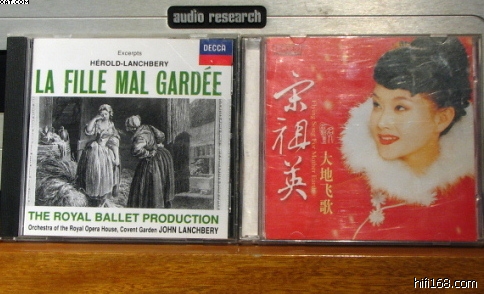 audio research
Excerpts
DECCA
HÉROLD-LANCHBERY
LA FILLE MAL GARDÉE
THE ROYAL BALLET PRODUCTION
Orchestra of the Royal Opera House, Covent Garden JOHN LANCHBERY
宋祖英
大地飞歌
hifi168.com